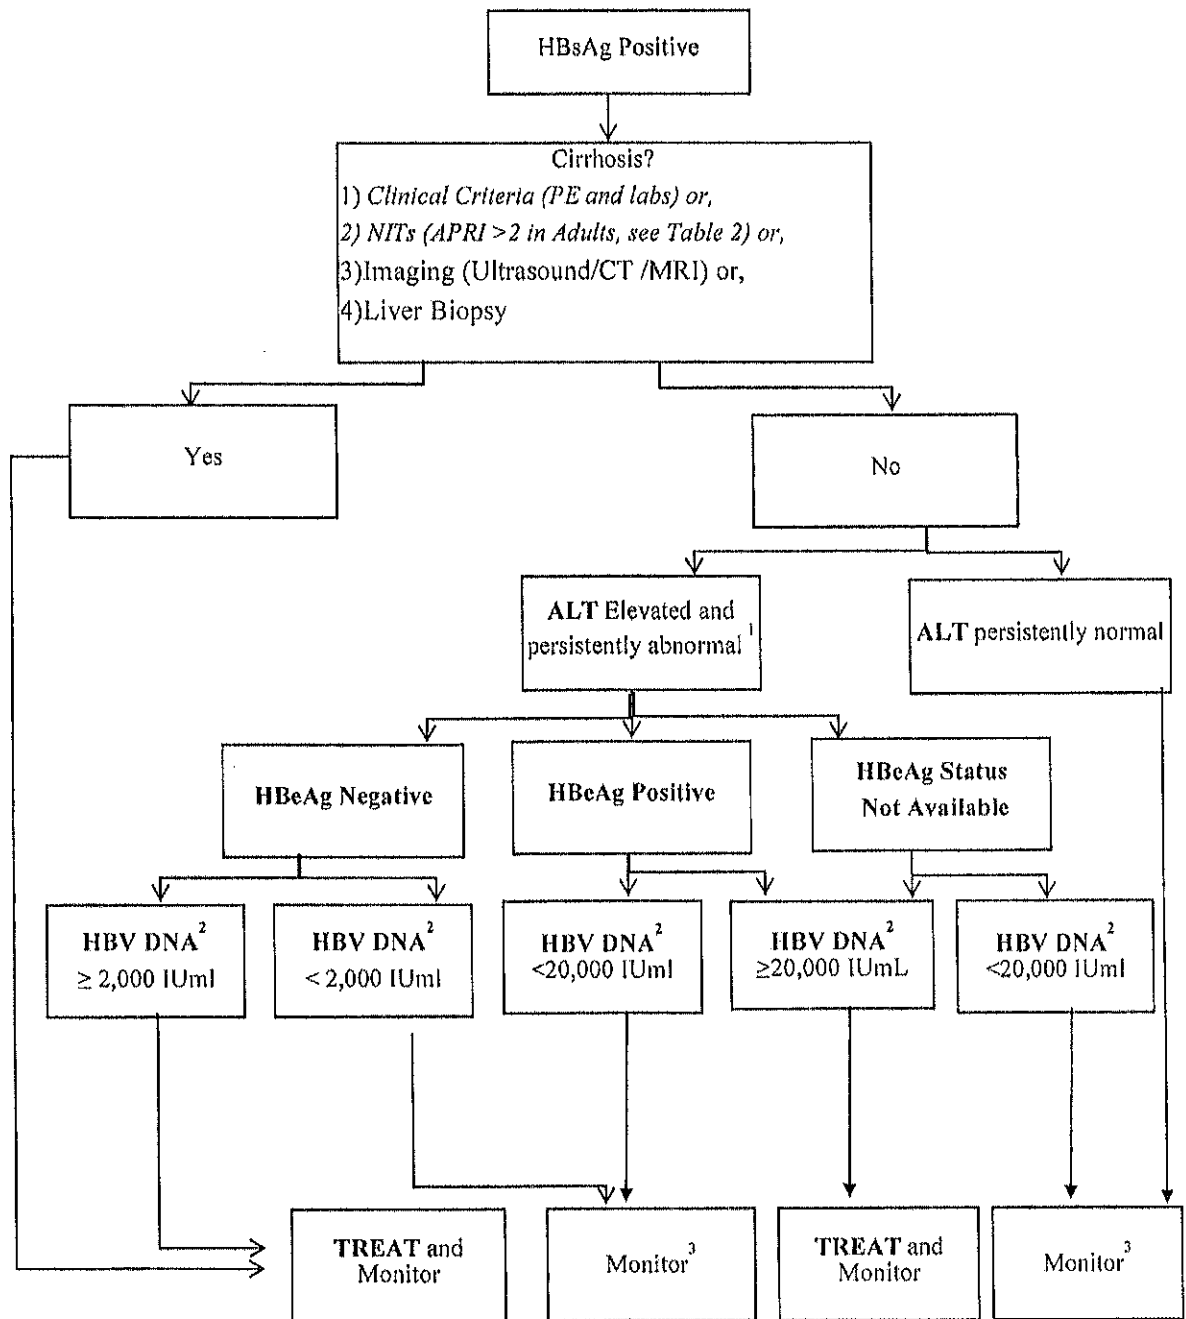 HBsAg Positive
Cirrhosis?
1) Clinical Criteria (PE and labs) or,
2) NITs (APRI >2 in Adults, see Table 2) or,
3)Imaging (Ultrasound/CT /MRI) or,
4)Liver Biopsy
Yes
No
ALT Elevated and
persistently abnormal 1
ALT persistently normal
HBeAg Negative
HBeAg Positive
HBeAg Status
Not Available
HBV DNA2
≥ 2,000 IUml
HBV DNA2
< 2,000 IUml
HBV DNA2
<20,000 IUml
HBV DNA2
≥20,000 IUmL
HBV DNA2
<20,000 IUml
TREAT and
Monitor
Monitor3
TREAT and
Monitor
Monitor3